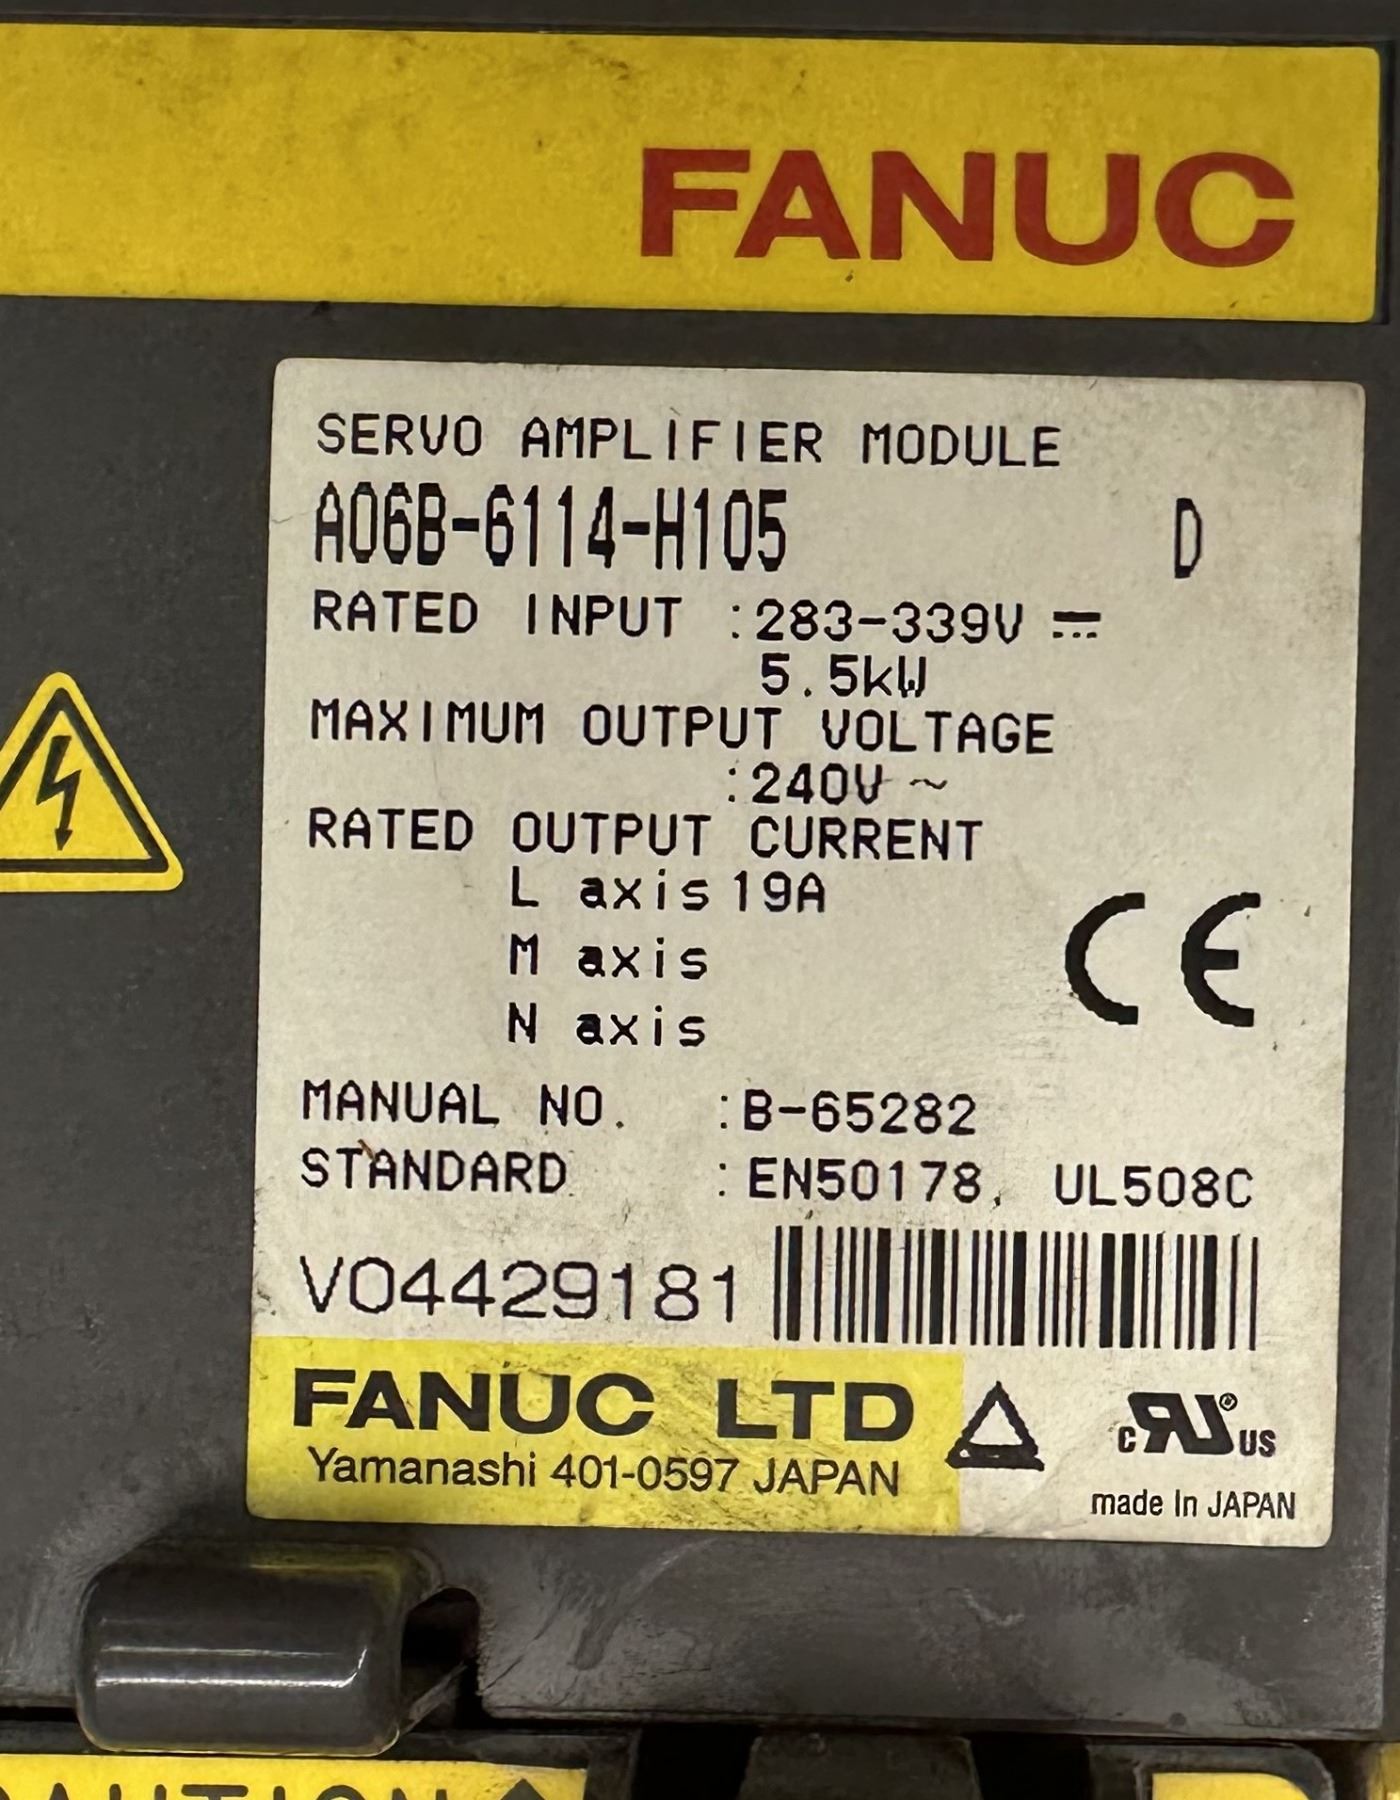 FANUC
SERVO AMPLIFIER MODULE
A06B-6114-H105 D
RATED INPUT :283-339V ⎓
5.5kW
MAXIMUM OUTPUT VOLTAGE
:240V ~
RATED OUTPUT CURRENT
L axis 19A
M axis
N axis
CE
MANUAL NO. :B-65282
STANDARD :EN50178, UL508C
V04429181
FANUC LTD
Yamanashi 401-0597 JAPAN
c RU ® US
made In JAPAN
CAUTION